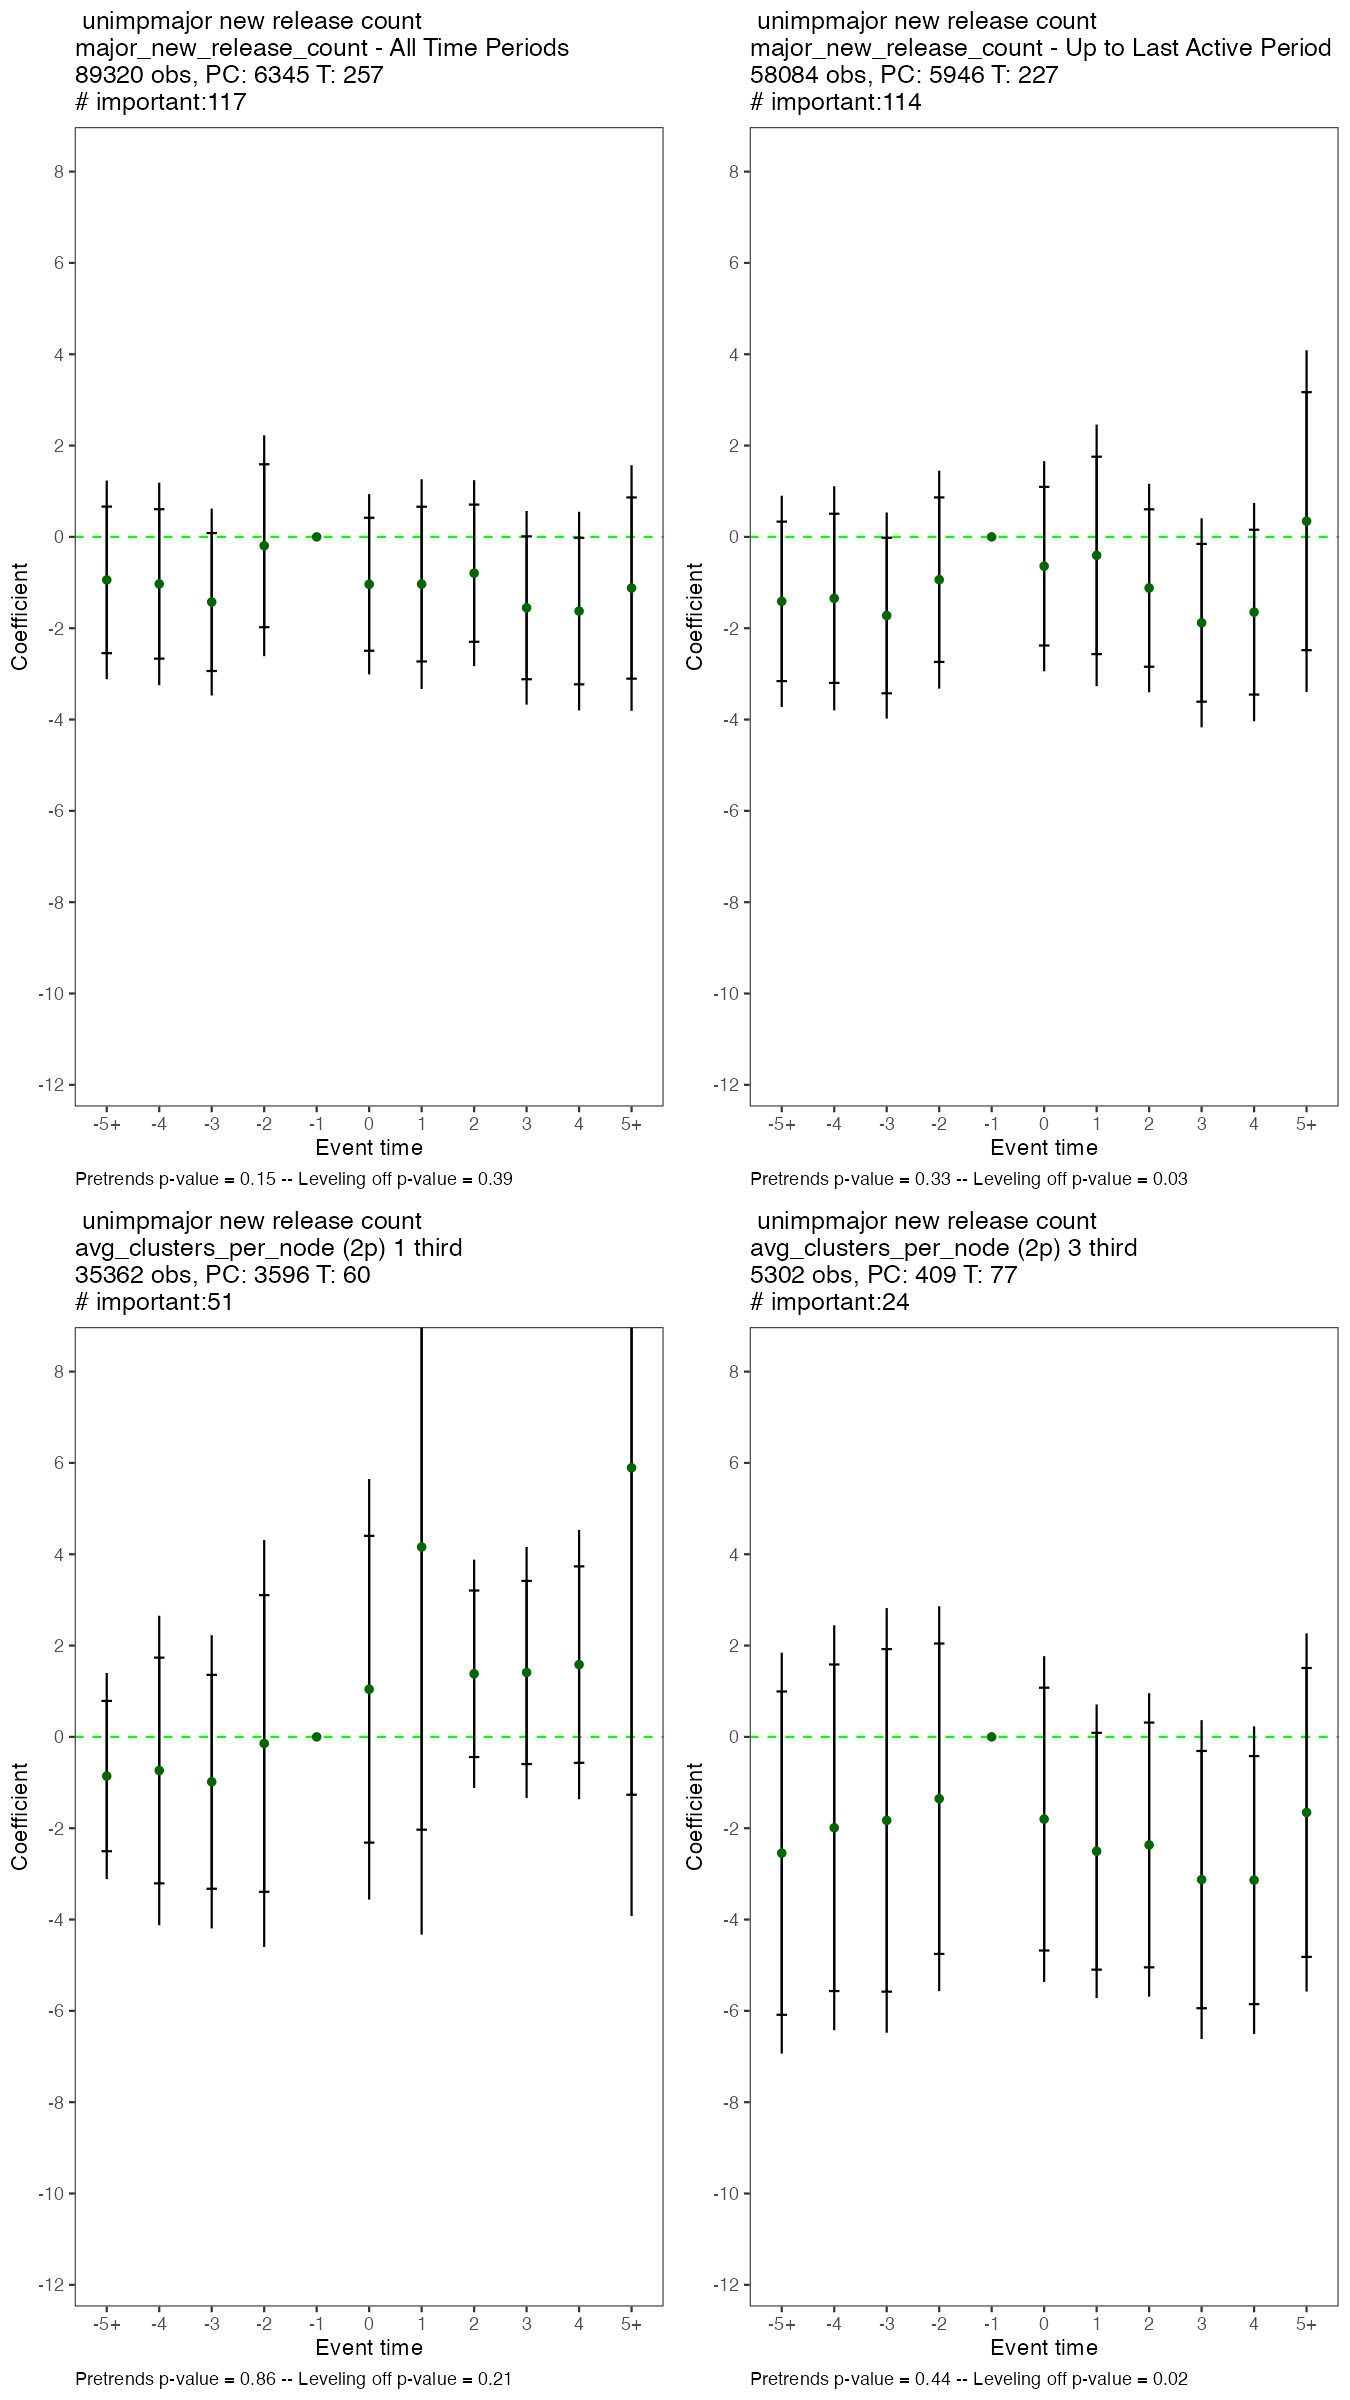 unimpmajor new release count
major_new_release_count - All Time Periods
89320 obs, PC: 6345 T: 257
# important:117
8
6
4
2
0
-2
-4
-6
-8
-10
-12
Coefficient
-5+ -4 -3 -2 -1 0 1 2 3 4 5+
Event time
Pretrends p-value = 0.15 -- Leveling off p-value = 0.39
unimpmajor new release count
major_new_release_count - Up to Last Active Period
58084 obs, PC: 5946 T: 227
# important:114
8
6
4
2
0
-2
-4
-6
-8
-10
-12
Coefficient
-5+ -4 -3 -2 -1 0 1 2 3 4 5+
Event time
Pretrends p-value = 0.33 -- Leveling off p-value = 0.03
unimpmajor new release count
avg_clusters_per_node (2p) 1 third
35362 obs, PC: 3596 T: 60
# important:51
8
6
4
2
0
-2
-4
-6
-8
-10
-12
Coefficient
-5+ -4 -3 -2 -1 0 1 2 3 4 5+
Event time
Pretrends p-value = 0.86 -- Leveling off p-value = 0.21
unimpmajor new release count
avg_clusters_per_node (2p) 3 third
5302 obs, PC: 409 T: 77
# important:24
8
6
4
2
0
-2
-4
-6
-8
-10
-12
Coefficient
-5+ -4 -3 -2 -1 0 1 2 3 4 5+
Event time
Pretrends p-value = 0.44 -- Leveling off p-value = 0.02